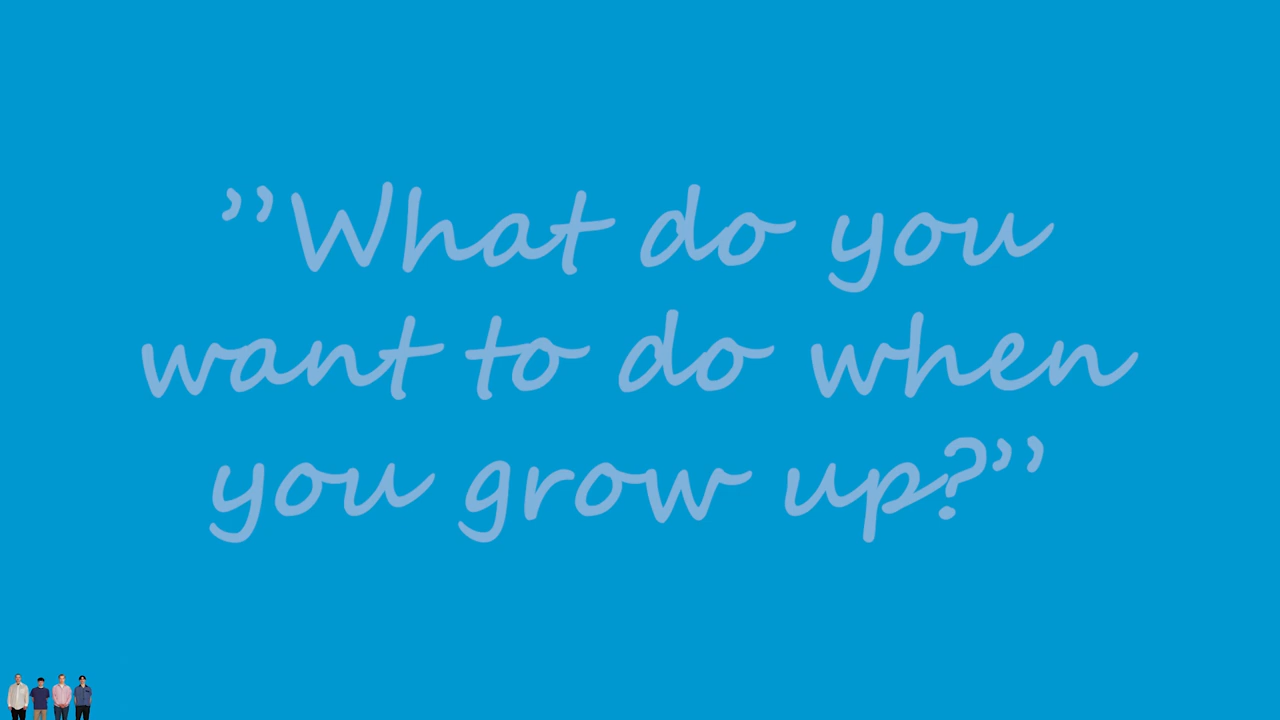 ”What do you
want to do when
you grow up?”